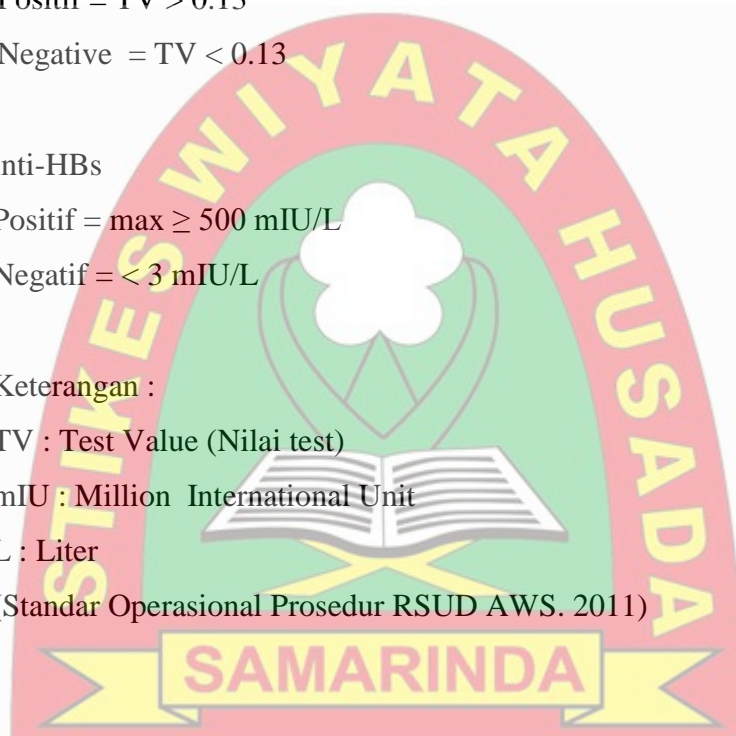 Positif = TV > 0.13
Negative = TV < 0.13
nti-HBs
Positif = max ≥ 500 mIU/L
Negatif = < 3 mIU/L
Keterangan :
TV : Test Value (Nilai test)
mIU : Million International Unit
L : Liter
(Standar Operasional Prosedur RSUD AWS. 2011)
STIKES WIYATA HUSADA
SAMARINDA